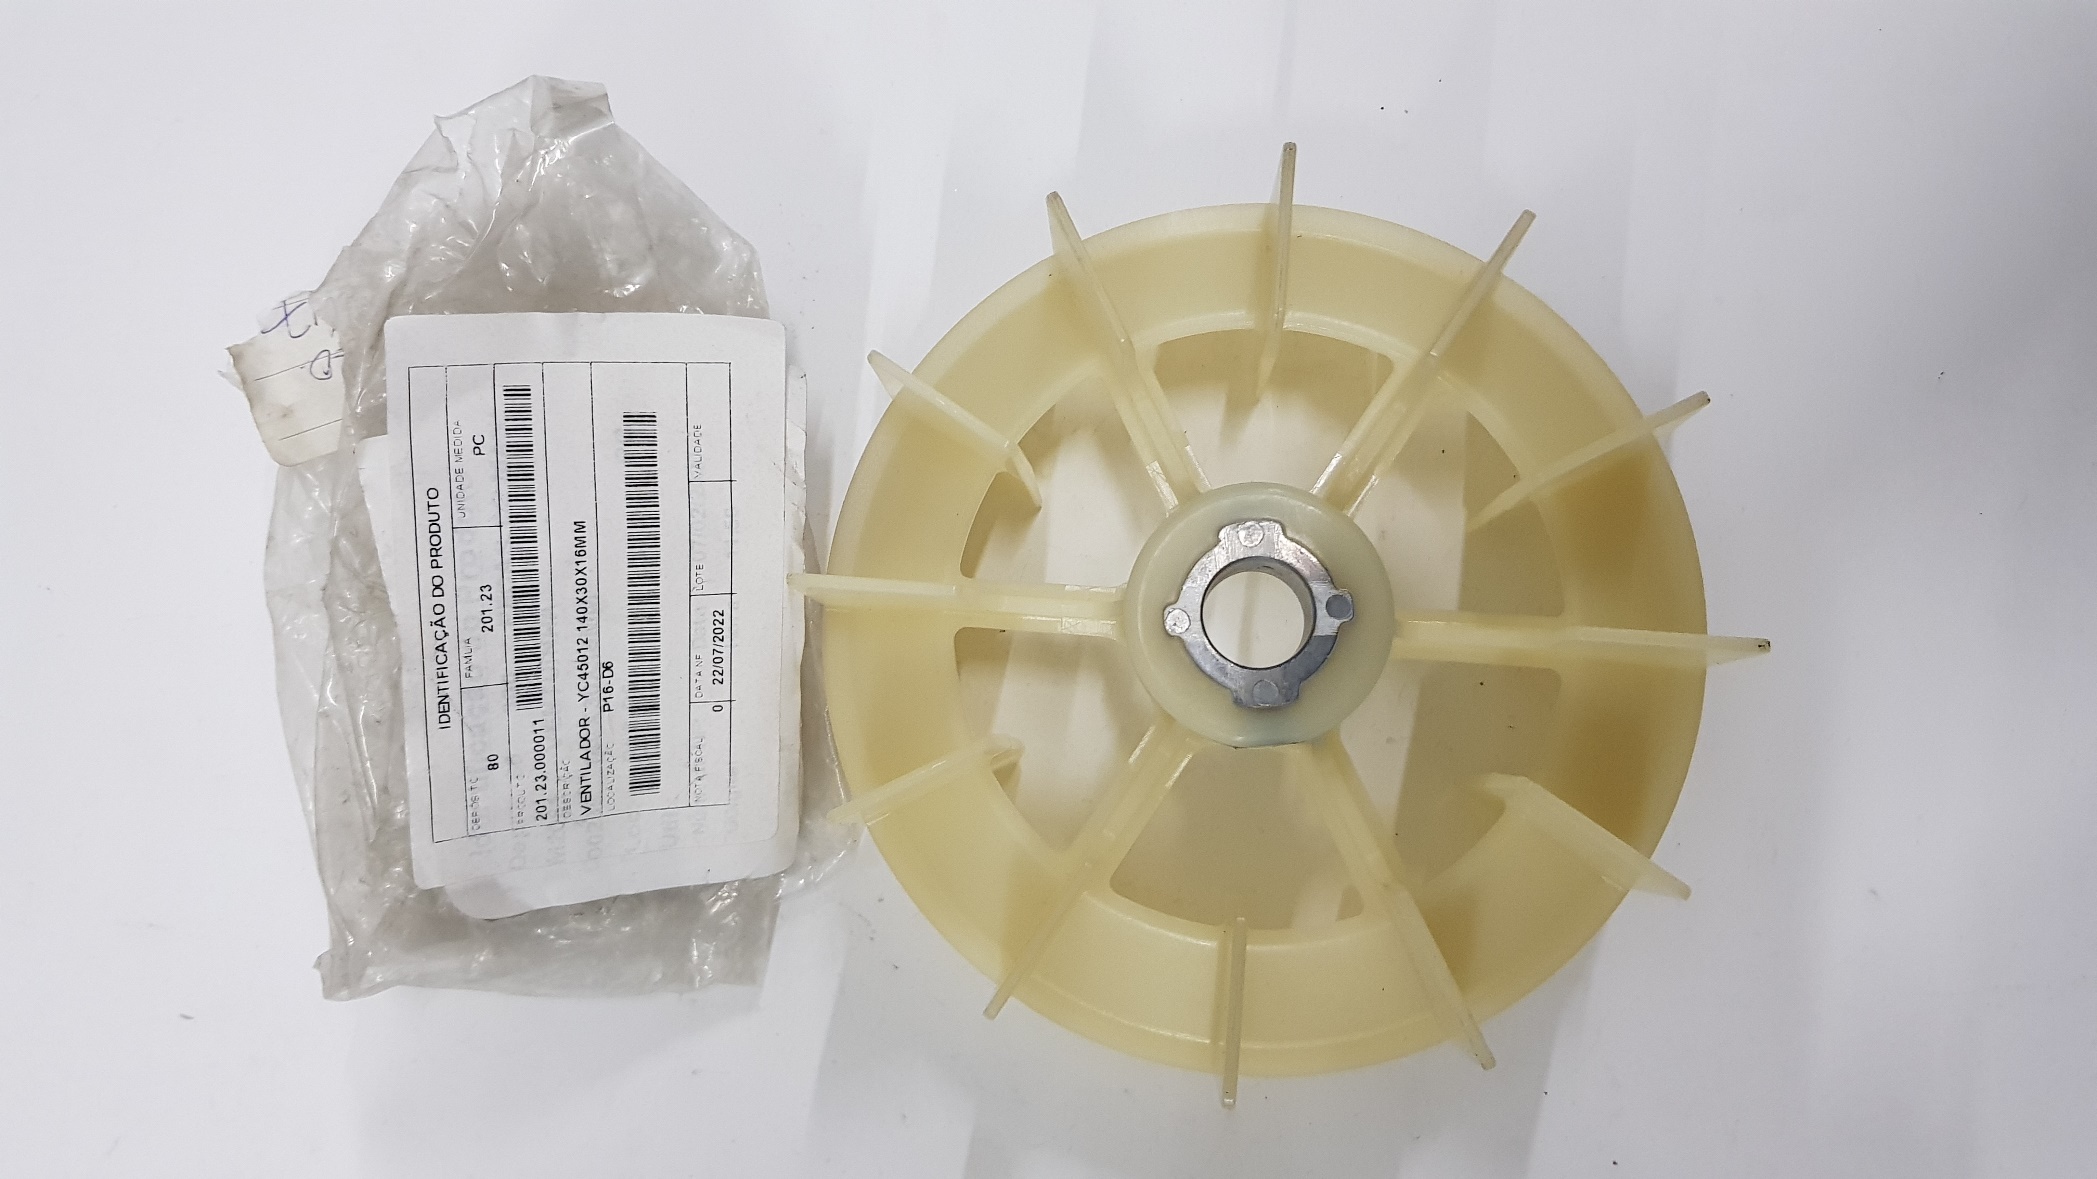 IDENTIFICAÇÃO DO PRODUTO
DEPÓSITO FAMÍLIA UNIDADE MEDIDA
80 201.23 PC
PRODUTO
201.23.000011
DESCRIÇÃO
VENTILADOR - YC45012 140X30X16MM
LOCALIZAÇÃO P16-D6
NOTA FISCAL DATA NF LOTE VALIDADE
0 22/07/2022